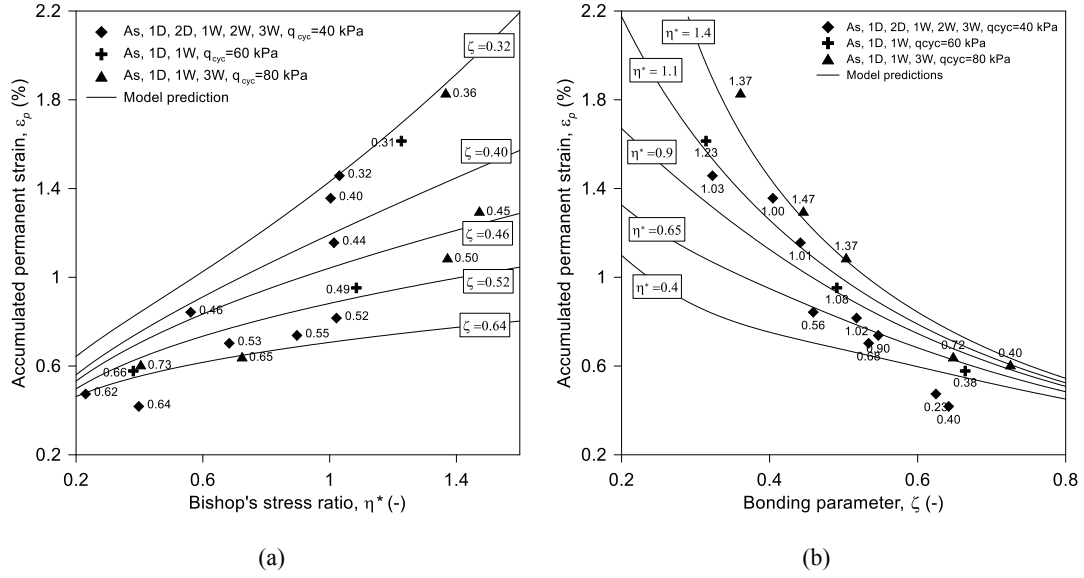 2.2
1.8
1.4
1
0.6
0.2
Accumulated permanent strain, εp (%)
As, 1D, 2D, 1W, 2W, 3W, qcyc=40 kPa
As, 1D, 1W, qcyc=60 kPa
As, 1D, 1W, 3W, qcyc=80 kPa
Model prediction
ζ=0.32
0.36
0.31
0.32
0.40
ζ=0.40
0.45
0.44
ζ=0.46
0.50
ζ=0.52
0.49
0.46
0.52
ζ=0.64
0.55
0.53
0.65
0.73
0.66
0.62
0.64
0.2
0.6
1
1.4
Bishop's stress ratio, η* (-)
(a)
2.2
1.8
1.4
1
0.6
0.2
Accumulated permanent strain, εp (%)
η* = 1.4
As, 1D, 2D, 1W, 2W, 3W, qcyc=40 kPa
As, 1D, 1W, qcyc=60 kPa
As, 1D, 1W, 3W, qcyc=80 kPa
Model predictions
η* = 1.1
1.37
1.23
η* =0.9
1.03
1.47
1.00
η* =0.65
1.01
1.37
η* =0.4
1.08
0.56
1.02
0.90
0.68
0.72
0.40
0.38
0.23
0.40
0.2
0.4
0.6
0.8
Bonding parameter, ζ (-)
(b)